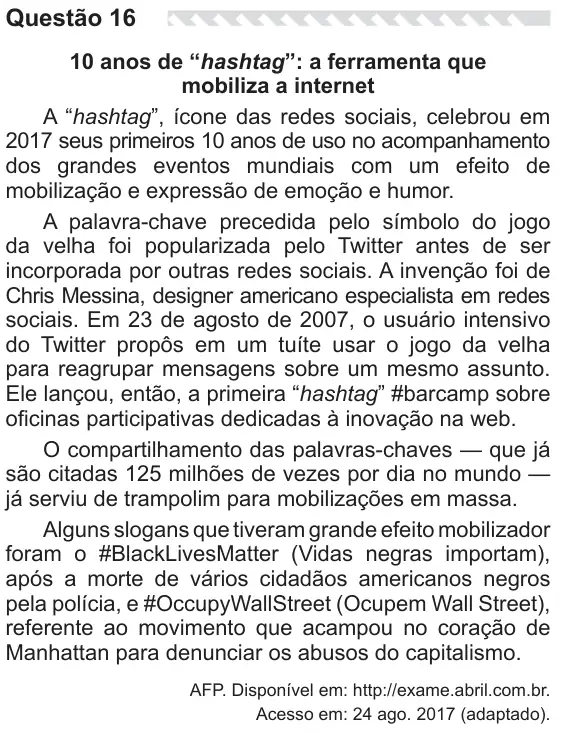 Questão 16
10 anos de “hashtag”: a ferramenta que
mobiliza a internet
A “hashtag”, ícone das redes sociais, celebrou em
2017 seus primeiros 10 anos de uso no acompanhamento
dos grandes eventos mundiais com um efeito de
mobilização e expressão de emoção e humor.
A palavra-chave precedida pelo símbolo do jogo
da velha foi popularizada pelo Twitter antes de ser
incorporada por outras redes sociais. A invenção foi de
Chris Messina, designer americano especialista em redes
sociais. Em 23 de agosto de 2007, o usuário intensivo
do Twitter propôs em um tuíte usar o jogo da velha
para reagrupar mensagens sobre um mesmo assunto.
Ele lançou, então, a primeira “hashtag” #barcamp sobre
oficinas participativas dedicadas à inovação na web.
O compartilhamento das palavras-chaves — que já
são citadas 125 milhões de vezes por dia no mundo —
já serviu de trampolim para mobilizações em massa.
Alguns slogans que tiveram grande efeito mobilizador
foram o #BlackLivesMatter (Vidas negras importam),
após a morte de vários cidadãos americanos negros
pela polícia, e #OccupyWallStreet (Ocupem Wall Street),
referente ao movimento que acampou no coração de
Manhattan para denunciar os abusos do capitalismo.
AFP. Disponível em: http://exame.abril.com.br.
Acesso em: 24 ago. 2017 (adaptado).